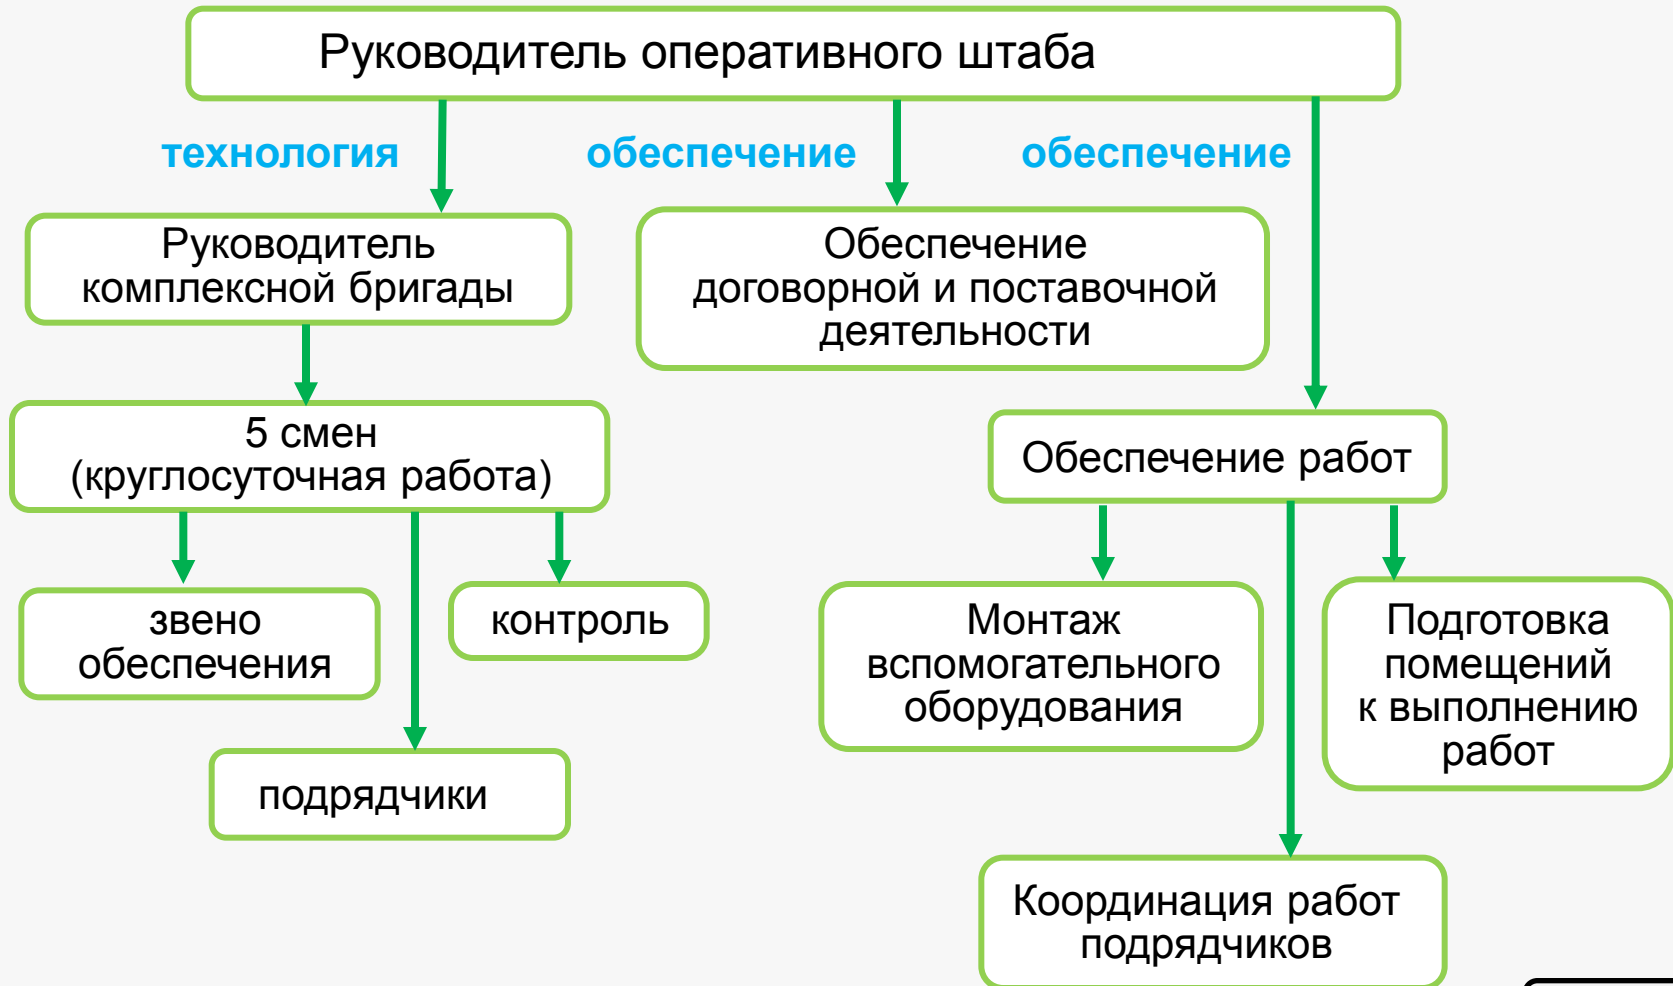 Руководитель оперативного штаба
технология
обеспечение
обеспечение
Руководитель
комплексной бригады
Обеспечение
договорной и поставочной
деятельности
5 смен
(круглосуточная работа)
Обеспечение работ
звено
обеспечения
контроль
подрядчики
Монтаж
вспомогательного
оборудования
Подготовка
помещений
к выполнению
работ
Координация работ
подрядчиков